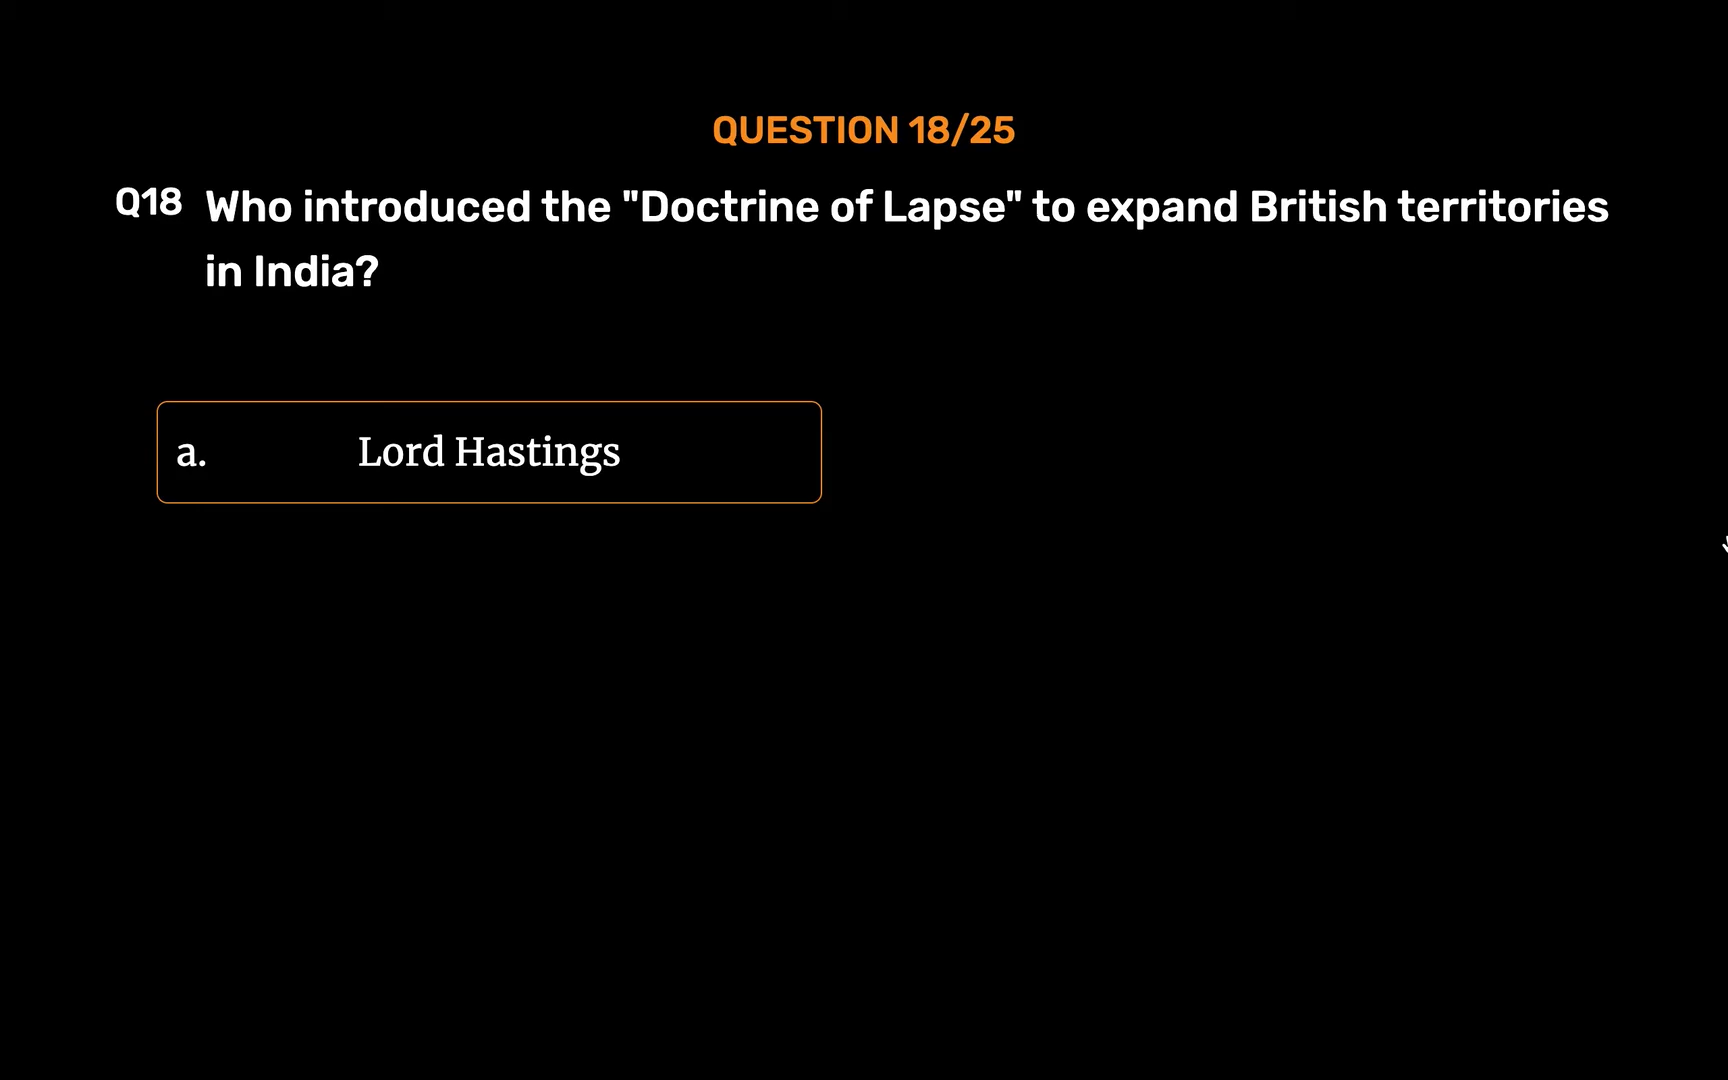 QUESTION 18/25
Q18 Who introduced the "Doctrine of Lapse" to expand British territories
in India?
a. Lord Hastings